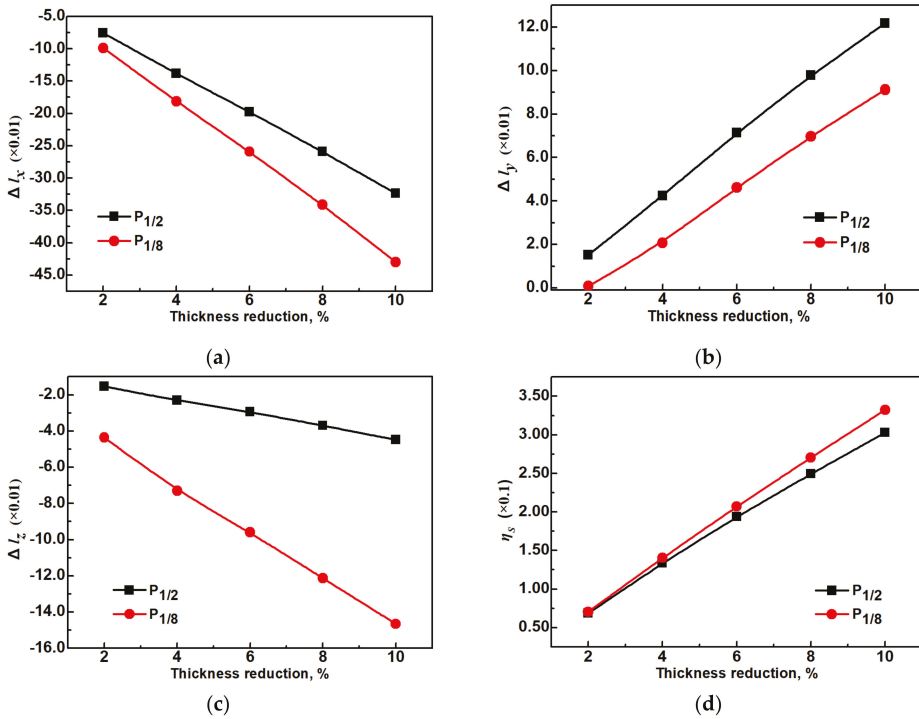 -5.0
-10.0
-15.0
-20.0
-25.0
-30.0
-35.0
-40.0
-45.0
Δ lx (×0.01)
P1/2
P1/8
2 4 6 8 10
Thickness reduction, %
(a)
12.0
10.0
8.0
6.0
4.0
2.0
0.0
Δ ly (×0.01)
P1/2
P1/8
2 4 6 8 10
Thickness reduction, %
(b)
-2.0
-4.0
-6.0
-8.0
-10.0
-12.0
-14.0
-16.0
Δ lz (×0.01)
P1/2
P1/8
2 4 6 8 10
Thickness reduction, %
(c)
3.50
3.00
2.50
2.00
1.50
1.00
0.50
ηs (×0.1)
P1/2
P1/8
2 4 6 8 10
Thickness reduction, %
(d)